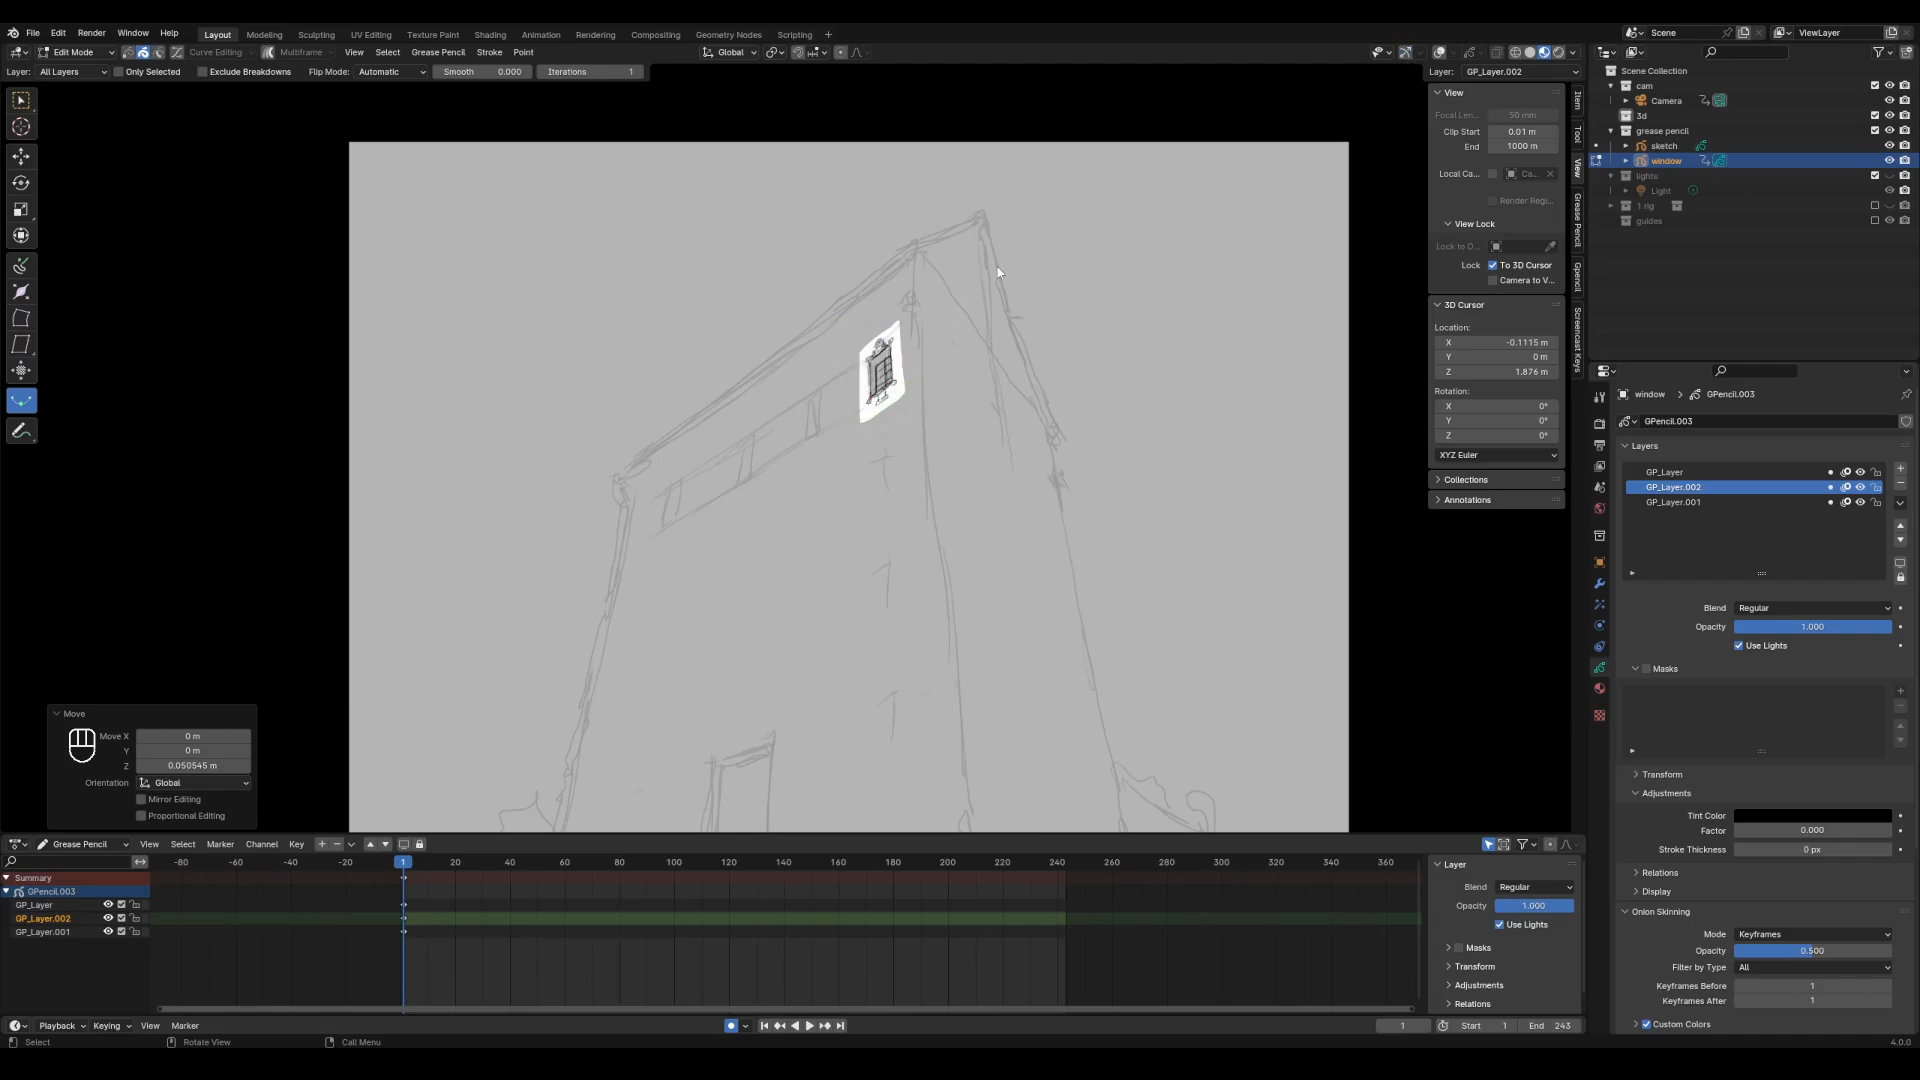 File Edit Render Window Help Layout Modeling Sculpting UV Editing Texture Paint Shading Animation Rendering Compositing Geometry Nodes Scripting + Scene ViewLayer
Edit Mode Curve Editing Multiframe View Select Grease Pencil Stroke Point Global
Layer: All Layers Only Selected Exclude Breakdowns Flip Mode: Automatic Smooth 0.000 Iterations 1 Layer: GP_Layer.002
Scene Collection
cam
Camera
3d
grease pencil
sketch
window
lights
Light
1 rig
guides
View
Focal Len... 50 mm
Clip Start 0.01 m
End 1000 m
Local Ca... Ca...
Render Regi...
View Lock
Lock to O...
Lock To 3D Cursor
Camera to V...
3D Cursor
Location:
X -0.1115 m
Y 0 m
Z 1.876 m
Rotation:
X 0°
Y 0°
Z 0°
XYZ Euler
Collections
Annotations
Item
Tool
View
Grease Pencil
Gpencil
Screencast Keys
window GPencil.003
GPencil.003
Layers
GP_Layer
GP_Layer.002
GP_Layer.001
Blend Regular
Opacity 1.000
Use Lights
Masks
Transform
Adjustments
Tint Color
Factor 0.000
Stroke Thickness 0 px
Relations
Display
Onion Skinning
Mode Keyframes
Opacity 0.500
Filter by Type All
Keyframes Before 1
Keyframes After 1
Custom Colors
Move
Move X 0 m
Y 0 m
Z 0.050545 m
Orientation Global
Mirror Editing
Proportional Editing
Grease Pencil View Select Marker Channel Key
-80 -60 -40 -20 1 20 40 60 80 100 120 140 160 180 200 220 240 260 280 300 320 340 360
Summary
GPencil.003
GP_Layer
GP_Layer.002
GP_Layer.001
Layer
Blend Regular
Opacity 1.000
Use Lights
Masks
Transform
Adjustments
Relations
Playback Keying View Marker 1 Start 1 End 243
Select Rotate View Call Menu 4.0.0